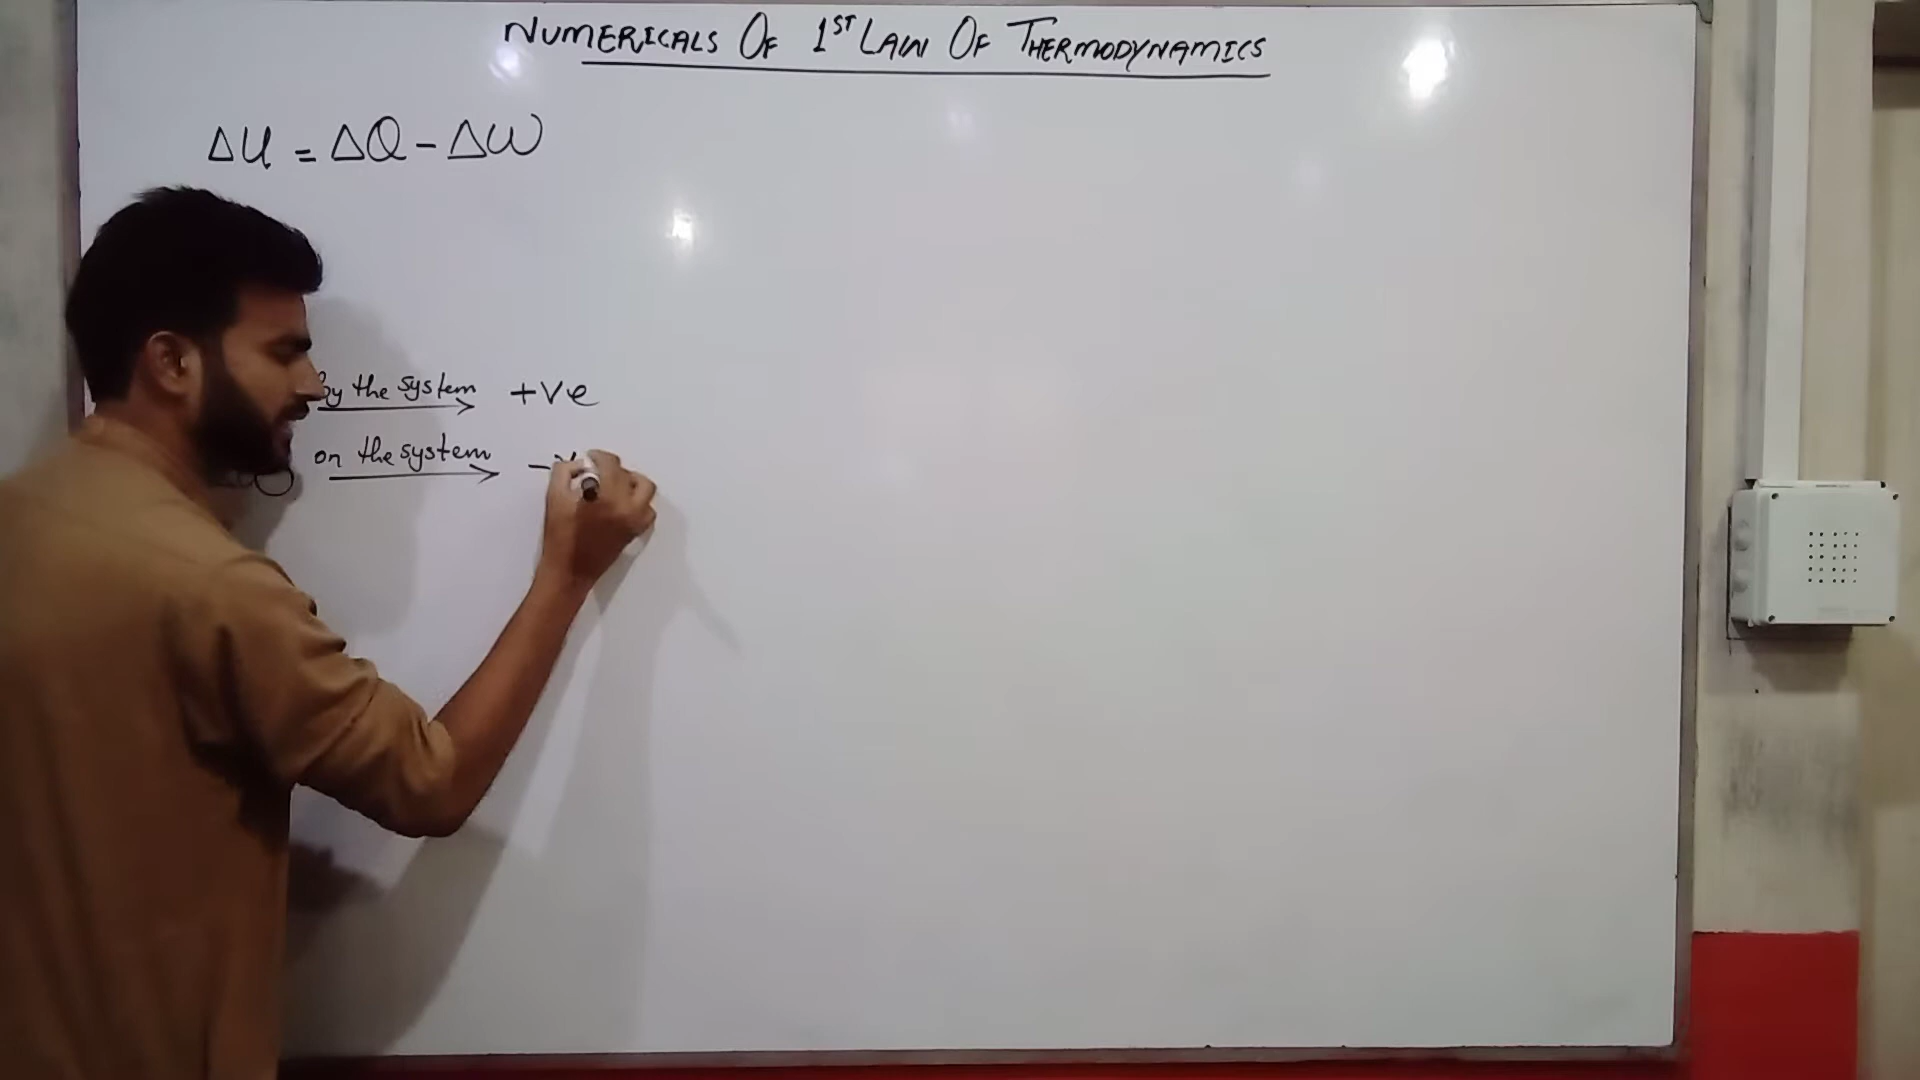 NUMERICALS OF 1ST LAW OF THERMODYNAMICS
ΔU = ΔQ - ΔW
by the system +ve
on the system -v